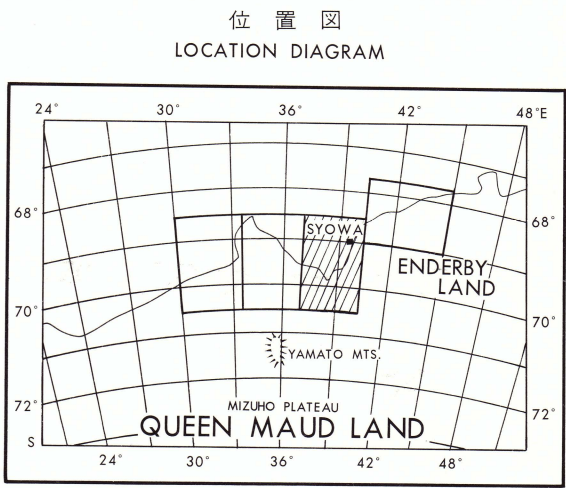 位置図
LOCATION DIAGRAM
24° 30° 36° 42° 48°E
68° 68°
SYOWA
ENDERBY
LAND
70° 70°
YAMATO MTS.
72° 72°
MIZUHO PLATEAU
QUEEN MAUD LAND
S
24° 30° 36° 42° 48°